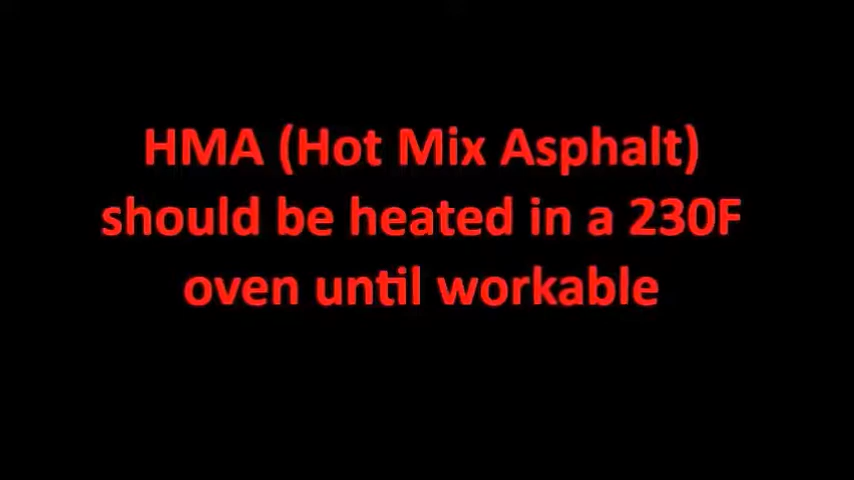 HMA (Hot Mix Asphalt)
should be heated in a 230F
oven until workable